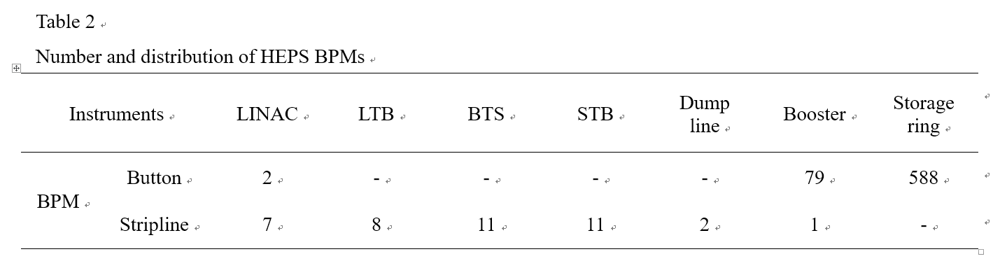 Table 2
Number and distribution of HEPS BPMs
Instruments LINAC LTB BTS STB Dump line Booster Storage ring
BPM
Button 2 - - - - 79 588
Stripline 7 8 11 11 2 1 -